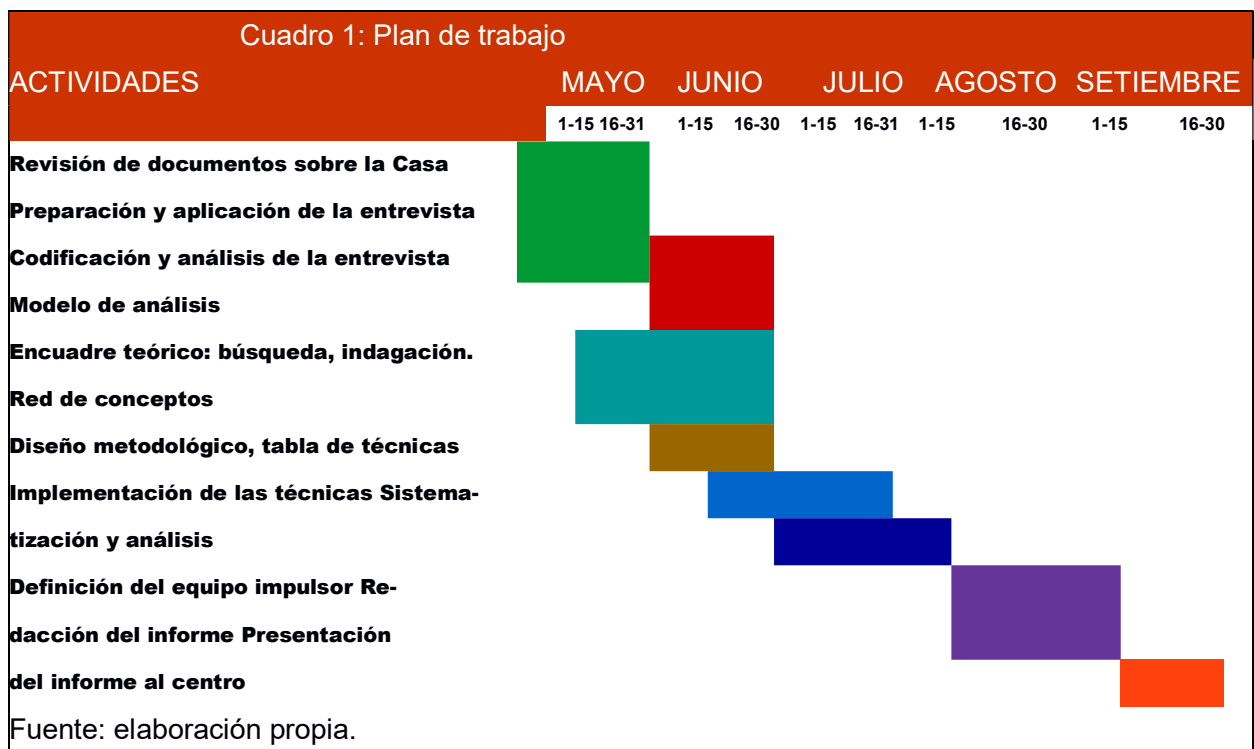 Cuadro 1: Plan de trabajo
ACTIVIDADES MAYO JUNIO JULIO AGOSTO SETIEMBRE
1-15 16-31 1-15 16-30 1-15 16-31 1-15 16-30 1-15 16-30
Revisión de documentos sobre la Casa
Preparación y aplicación de la entrevista
Codificación y análisis de la entrevista
Modelo de análisis
Encuadre teórico: búsqueda, indagación.
Red de conceptos
Diseño metodológico, tabla de técnicas
Implementación de las técnicas Sistema-
tización y análisis
Definición del equipo impulsor Re-
dacción del informe Presentación
del informe al centro
Fuente: elaboración propia.